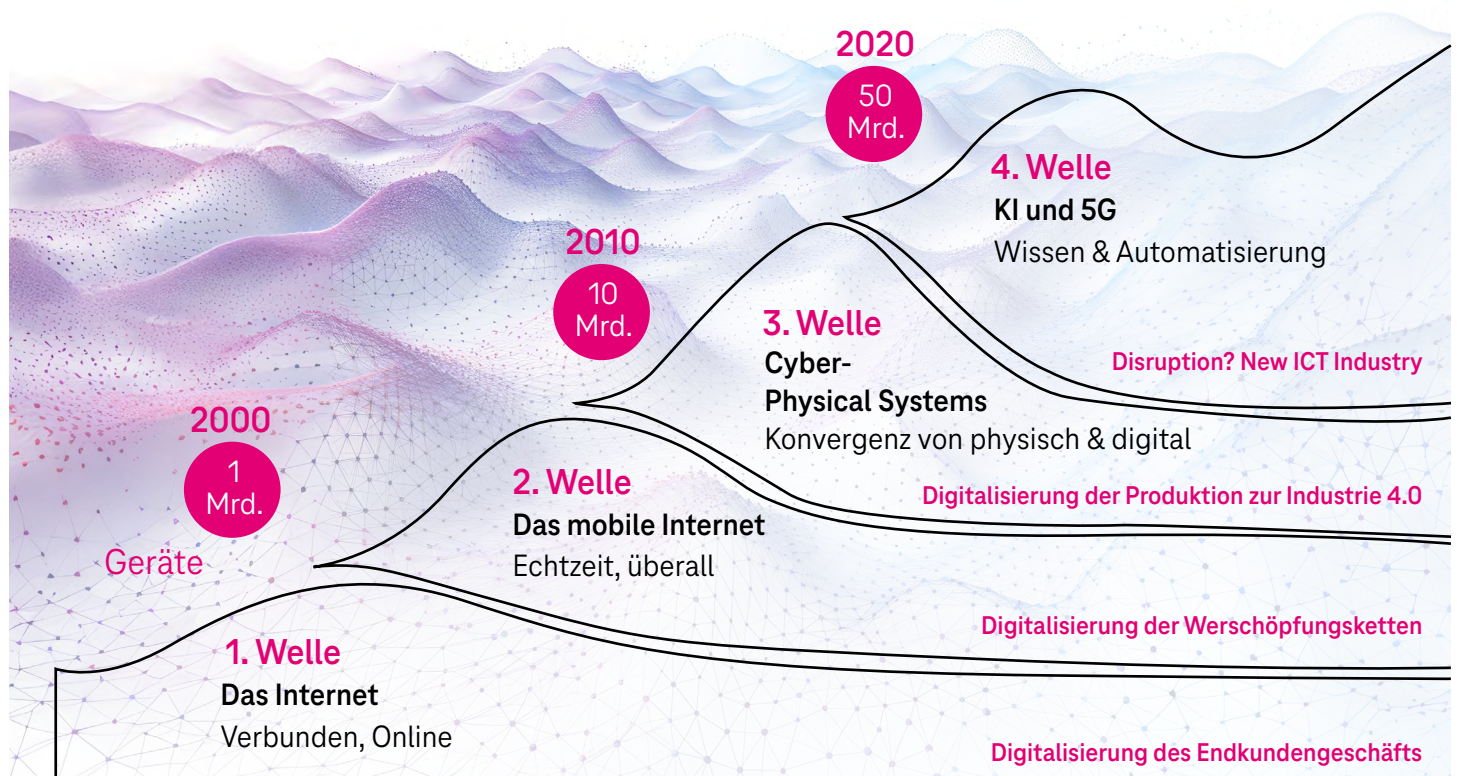 2020
50
Mrd.
4. Welle
KI und 5G
Wissen & Automatisierung
Disruption? New ICT Industry
2010
10
Mrd.
3. Welle
Cyber-
Physical Systems
Konvergenz von physisch & digital
Digitalisierung der Produktion zur Industrie 4.0
2000
1
Mrd.
Geräte
2. Welle
Das mobile Internet
Echtzeit, überall
Digitalisierung der Werschöpfungsketten
1. Welle
Das Internet
Verbunden, Online
Digitalisierung des Endkundengeschäfts